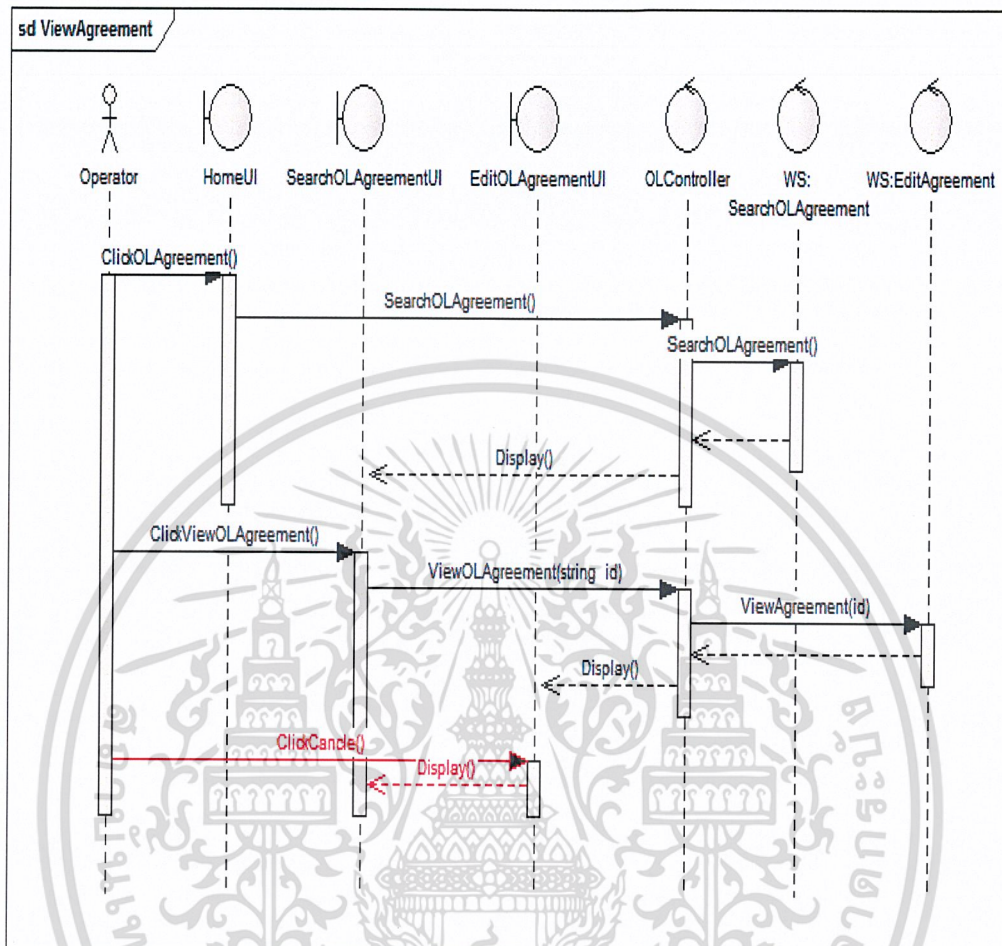 sd ViewAgreement
Operator
HomeUI
SearchOLAgreementUI
EditOLAgreementUI
OLController
WS:
SearchOLAgreement
WS:EditAgreement
ClickOLAgreement()
SearchOLAgreement()
SearchOLAgreement()
Display()
ClickViewOLAgreement()
ViewOLAgreement(string id)
ViewAgreement(id)
Display()
ClickCancle()
Display()